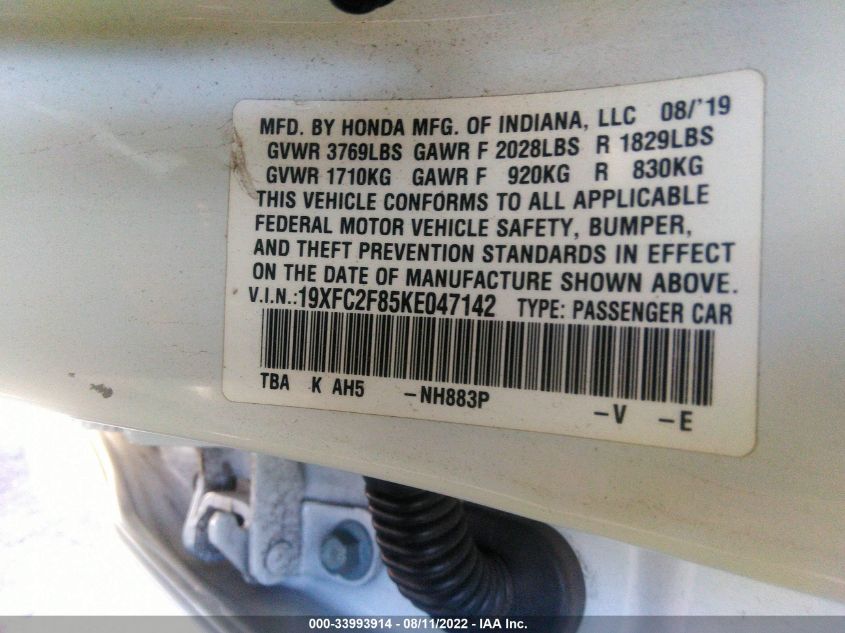 MFD. BY HONDA MFG. OF INDIANA, LLC 08/'19
GVWR 3769LBS GAWR F 2028LBS R 1829LBS
GVWR 1710KG GAWR F 920KG R 830KG
THIS VEHICLE CONFORMS TO ALL APPLICABLE
FEDERAL MOTOR VEHICLE SAFETY, BUMPER,
AND THEFT PREVENTION STANDARDS IN EFFECT
ON THE DATE OF MANUFACTURE SHOWN ABOVE.
V.I.N.:19XFC2F85KE047142 TYPE: PASSENGER CAR
TBA K AH5 -NH883P -V -E
000-33993914 - 08/11/2022 - IAA Inc.